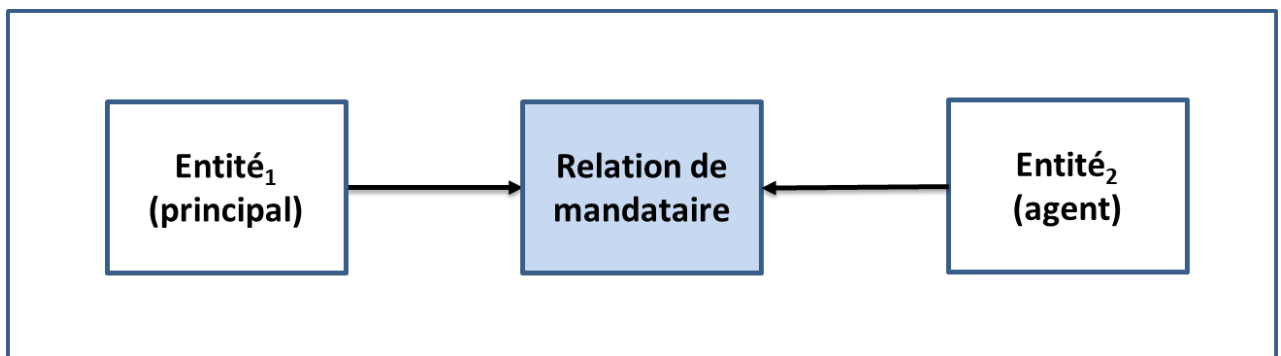 Entité₁
(principal)
Relation de
mandataire
Entité₂
(agent)